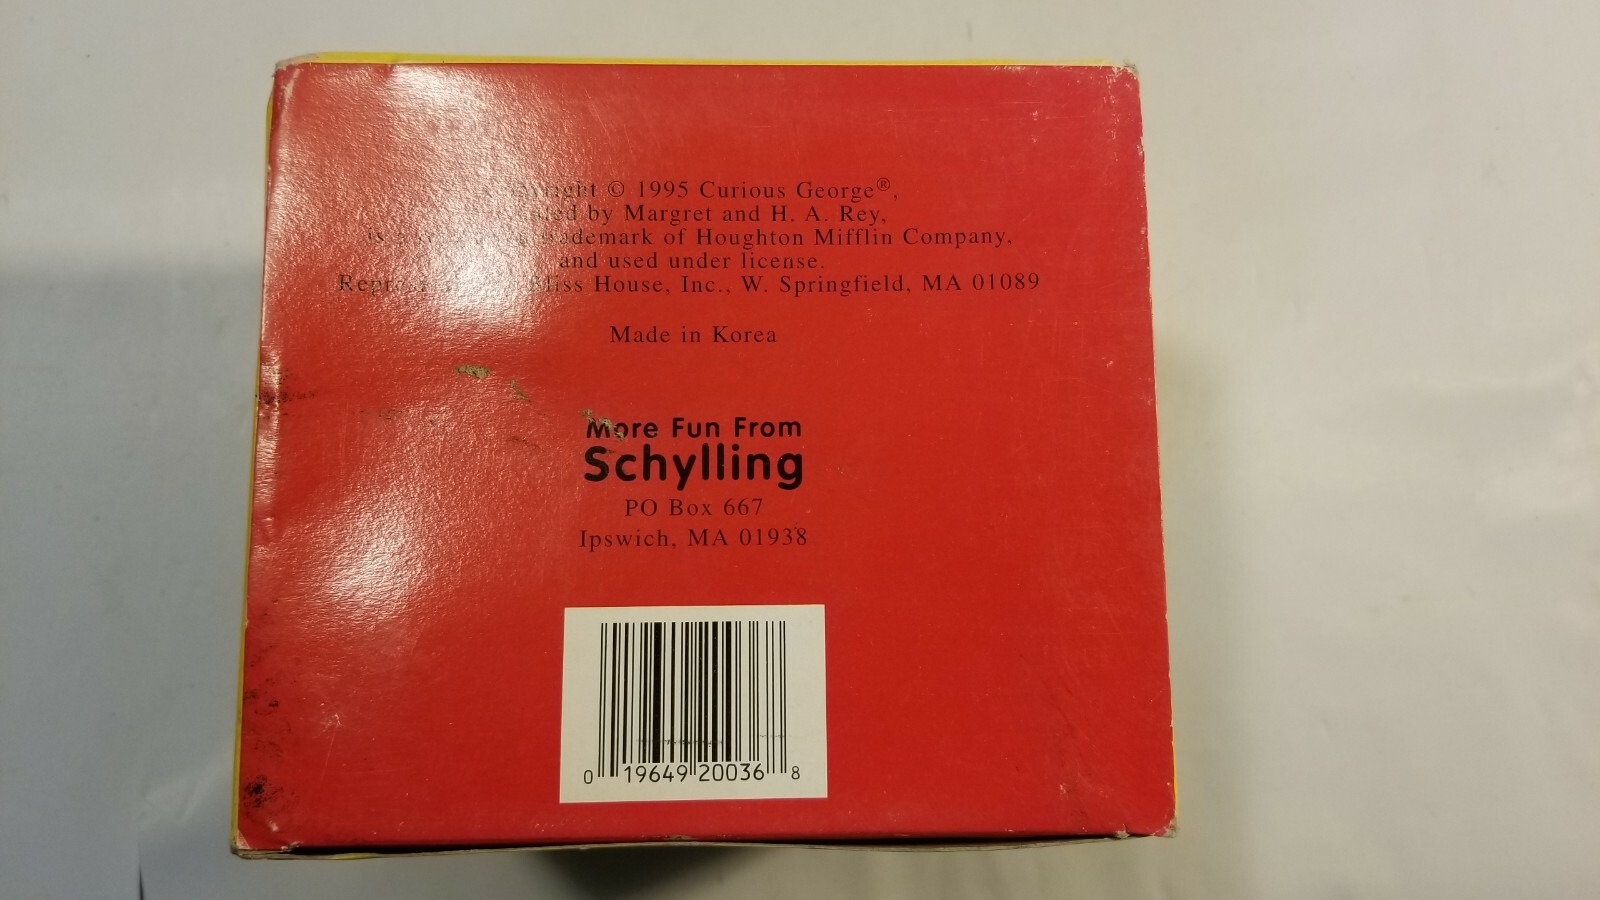 Copyright © 1995 Curious George®,
by Margret and H. A. Rey,
is a trademark of Houghton Mifflin Company,
and used under license.
Bliss House, Inc., W. Springfield, MA 01089
Made in Korea
More Fun From
Schylling
PO Box 667
Ipswich, MA 01938
0 19649 20036 8